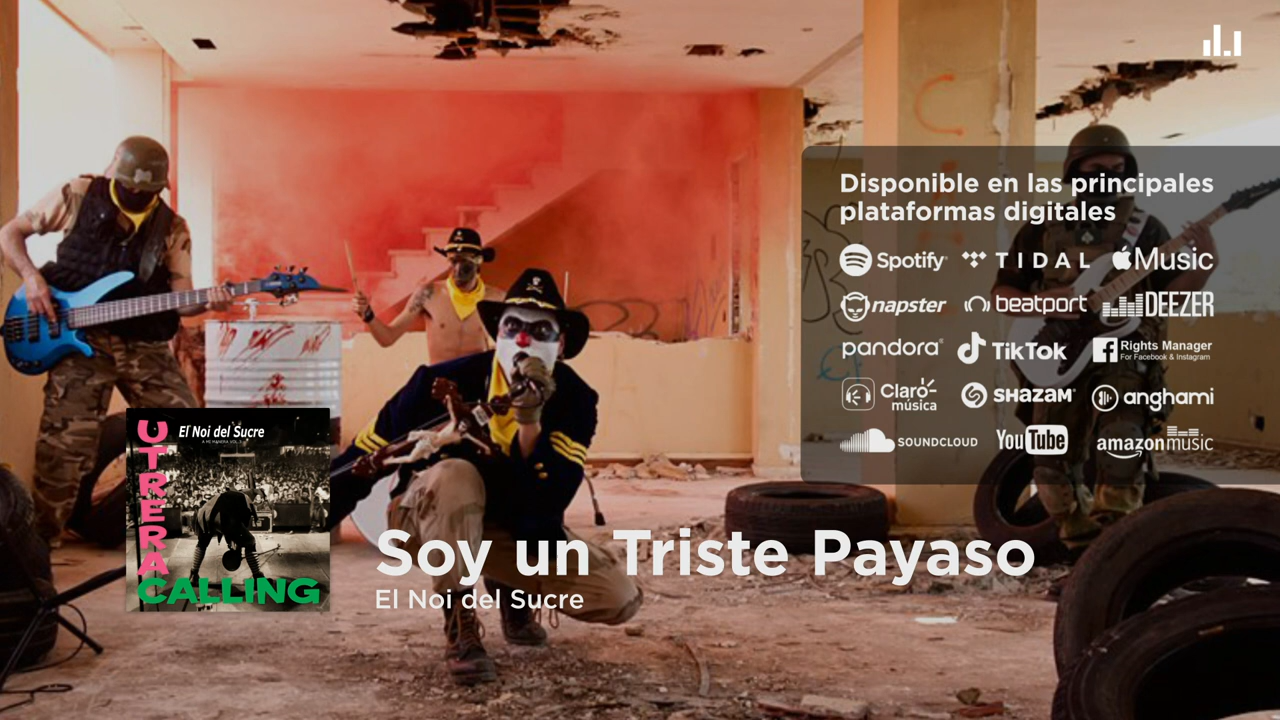 Disponible en las principales
plataformas digitales
Spotify TIDAL Music
napster beatport DEEZER
pandora TikTok Rights Manager
For Facebook & Instagram
Claro música SHAZAM anghami
SOUNDCLOUD YouTube amazon music
El Noi del Sucre
UTRERA
CALLING
Soy un Triste Payaso
El Noi del Sucre